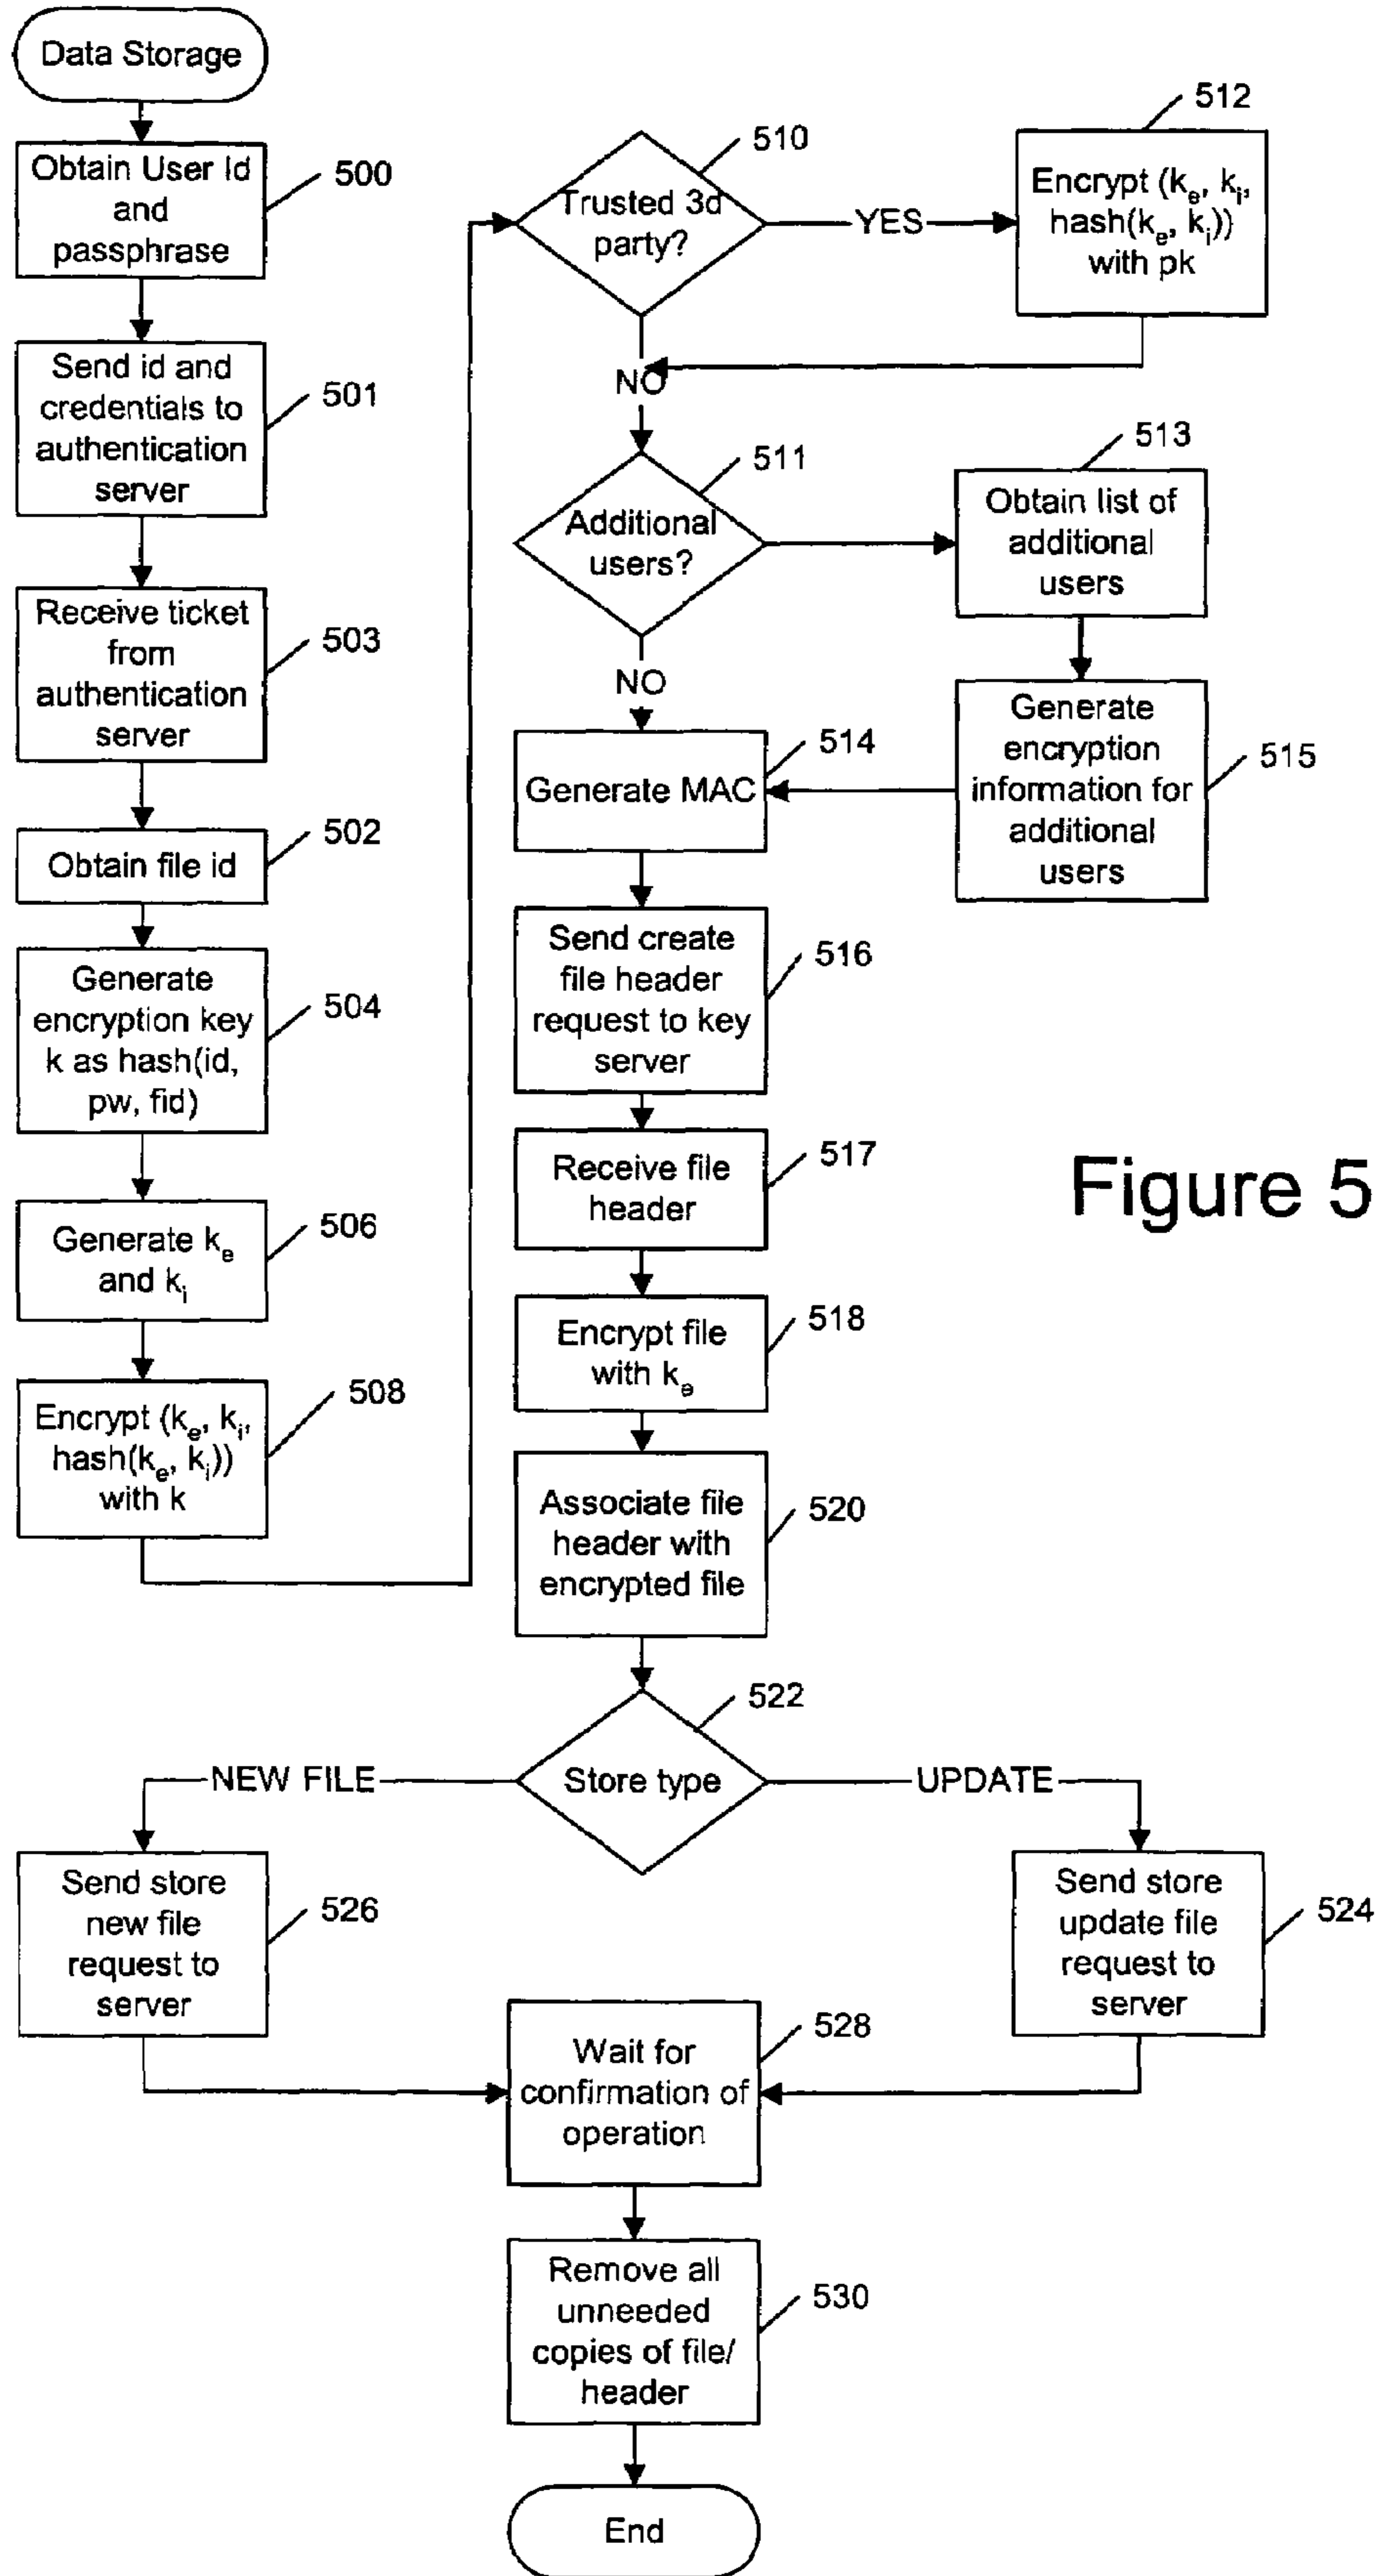 Data Storage
Obtain User Id
and
passphrase
500
Send id and
credentials to
authentication
server
501
Receive ticket
from
authentication
server
503
Obtain file id
502
Generate
encryption key
k as hash(id,
pw, fid)
504
Generate ke
and ki
506
Encrypt (ke, ki,
hash(ke, ki))
with k
508
Trusted 3d
party?
510
YES
Encrypt (ke, ki,
hash(ke, ki))
with pk
512
NO
Additional
users?
511
Obtain list of
additional
users
513
NO
Generate
encryption
information for
additional
users
515
Generate MAC
514
Send create
file header
request to key
server
516
Receive file
header
517
Figure 5
Encrypt file
with ke
518
Associate file
header with
encrypted file
520
Store type
522
NEW FILE
UPDATE
Send store
new file
request to
server
526
Send store
update file
request to
server
524
Wait for
confirmation of
operation
528
Remove all
unneeded
copies of file/
header
530
End